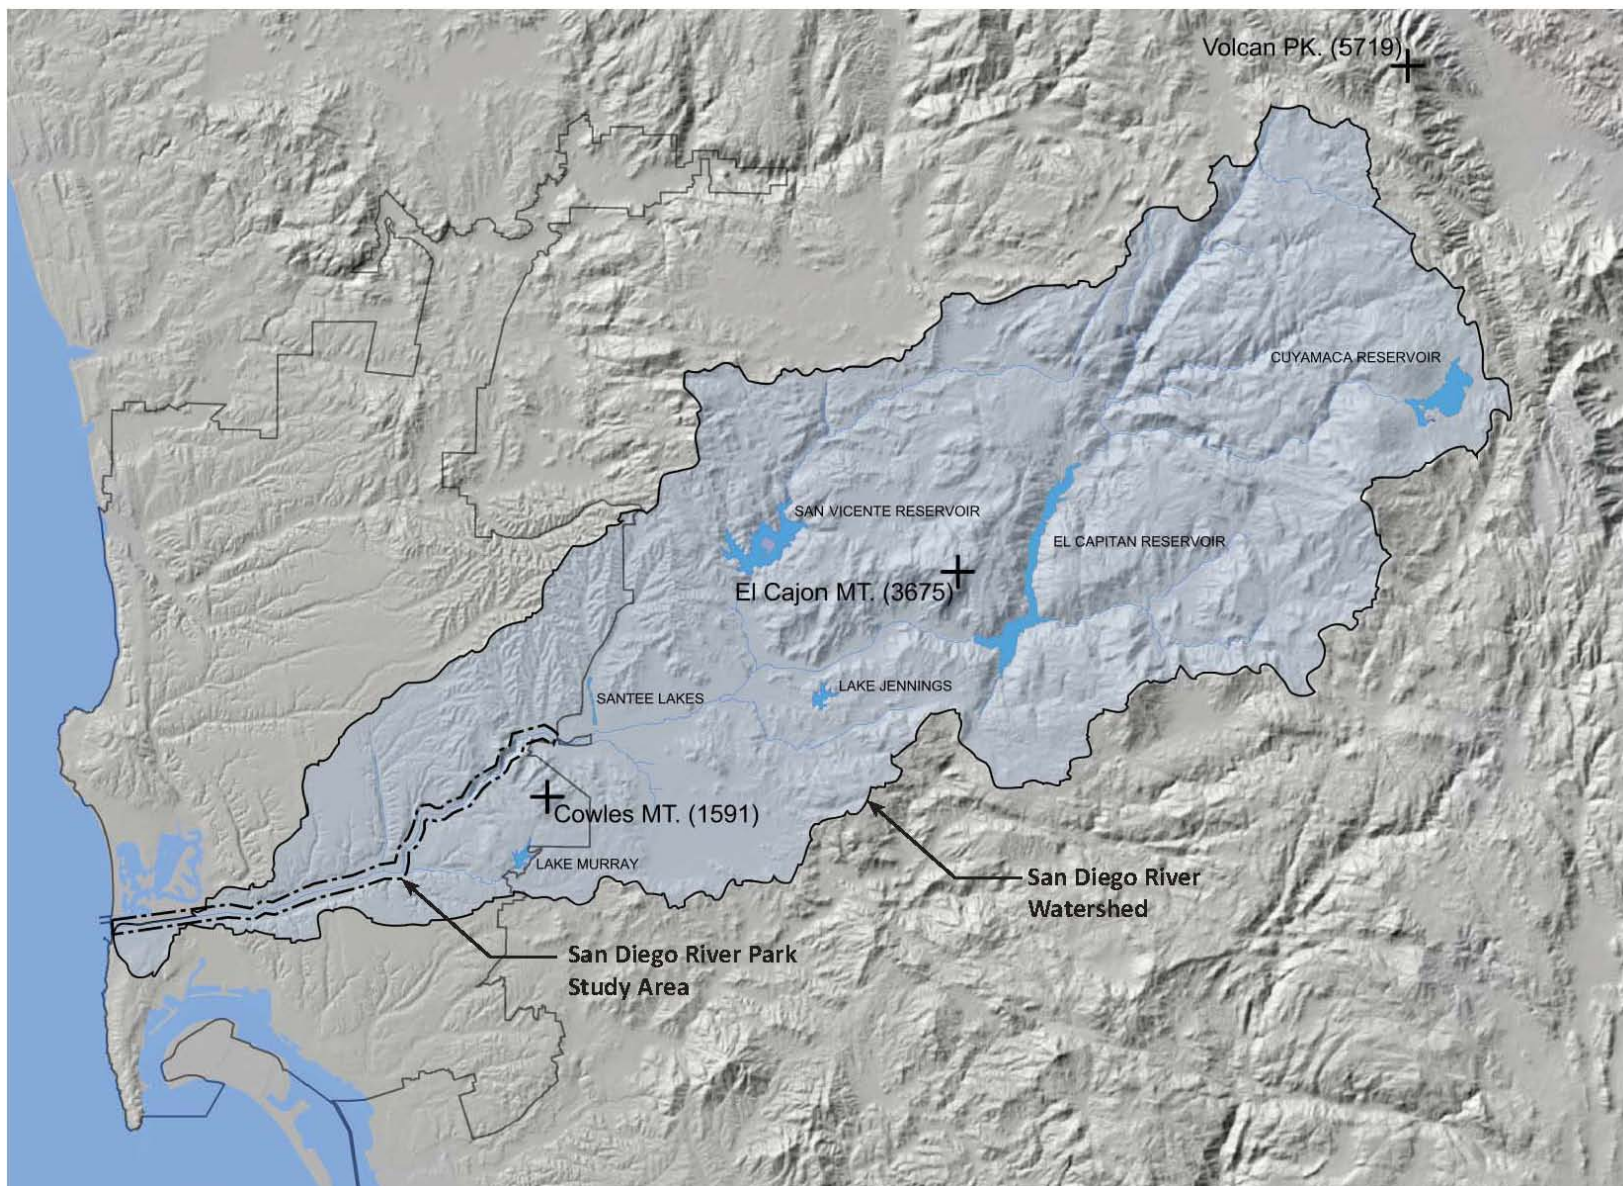 Volcan PK. (5719)
CUYAMACA RESERVOIR
SAN VICENTE RESERVOIR
EL CAPITAN RESERVOIR
El Cajon MT. (3675)
LAKE JENNINGS
SANTEE LAKES
Cowles MT. (1591)
LAKE MURRAY
San Diego River
Watershed
San Diego River Park
Study Area